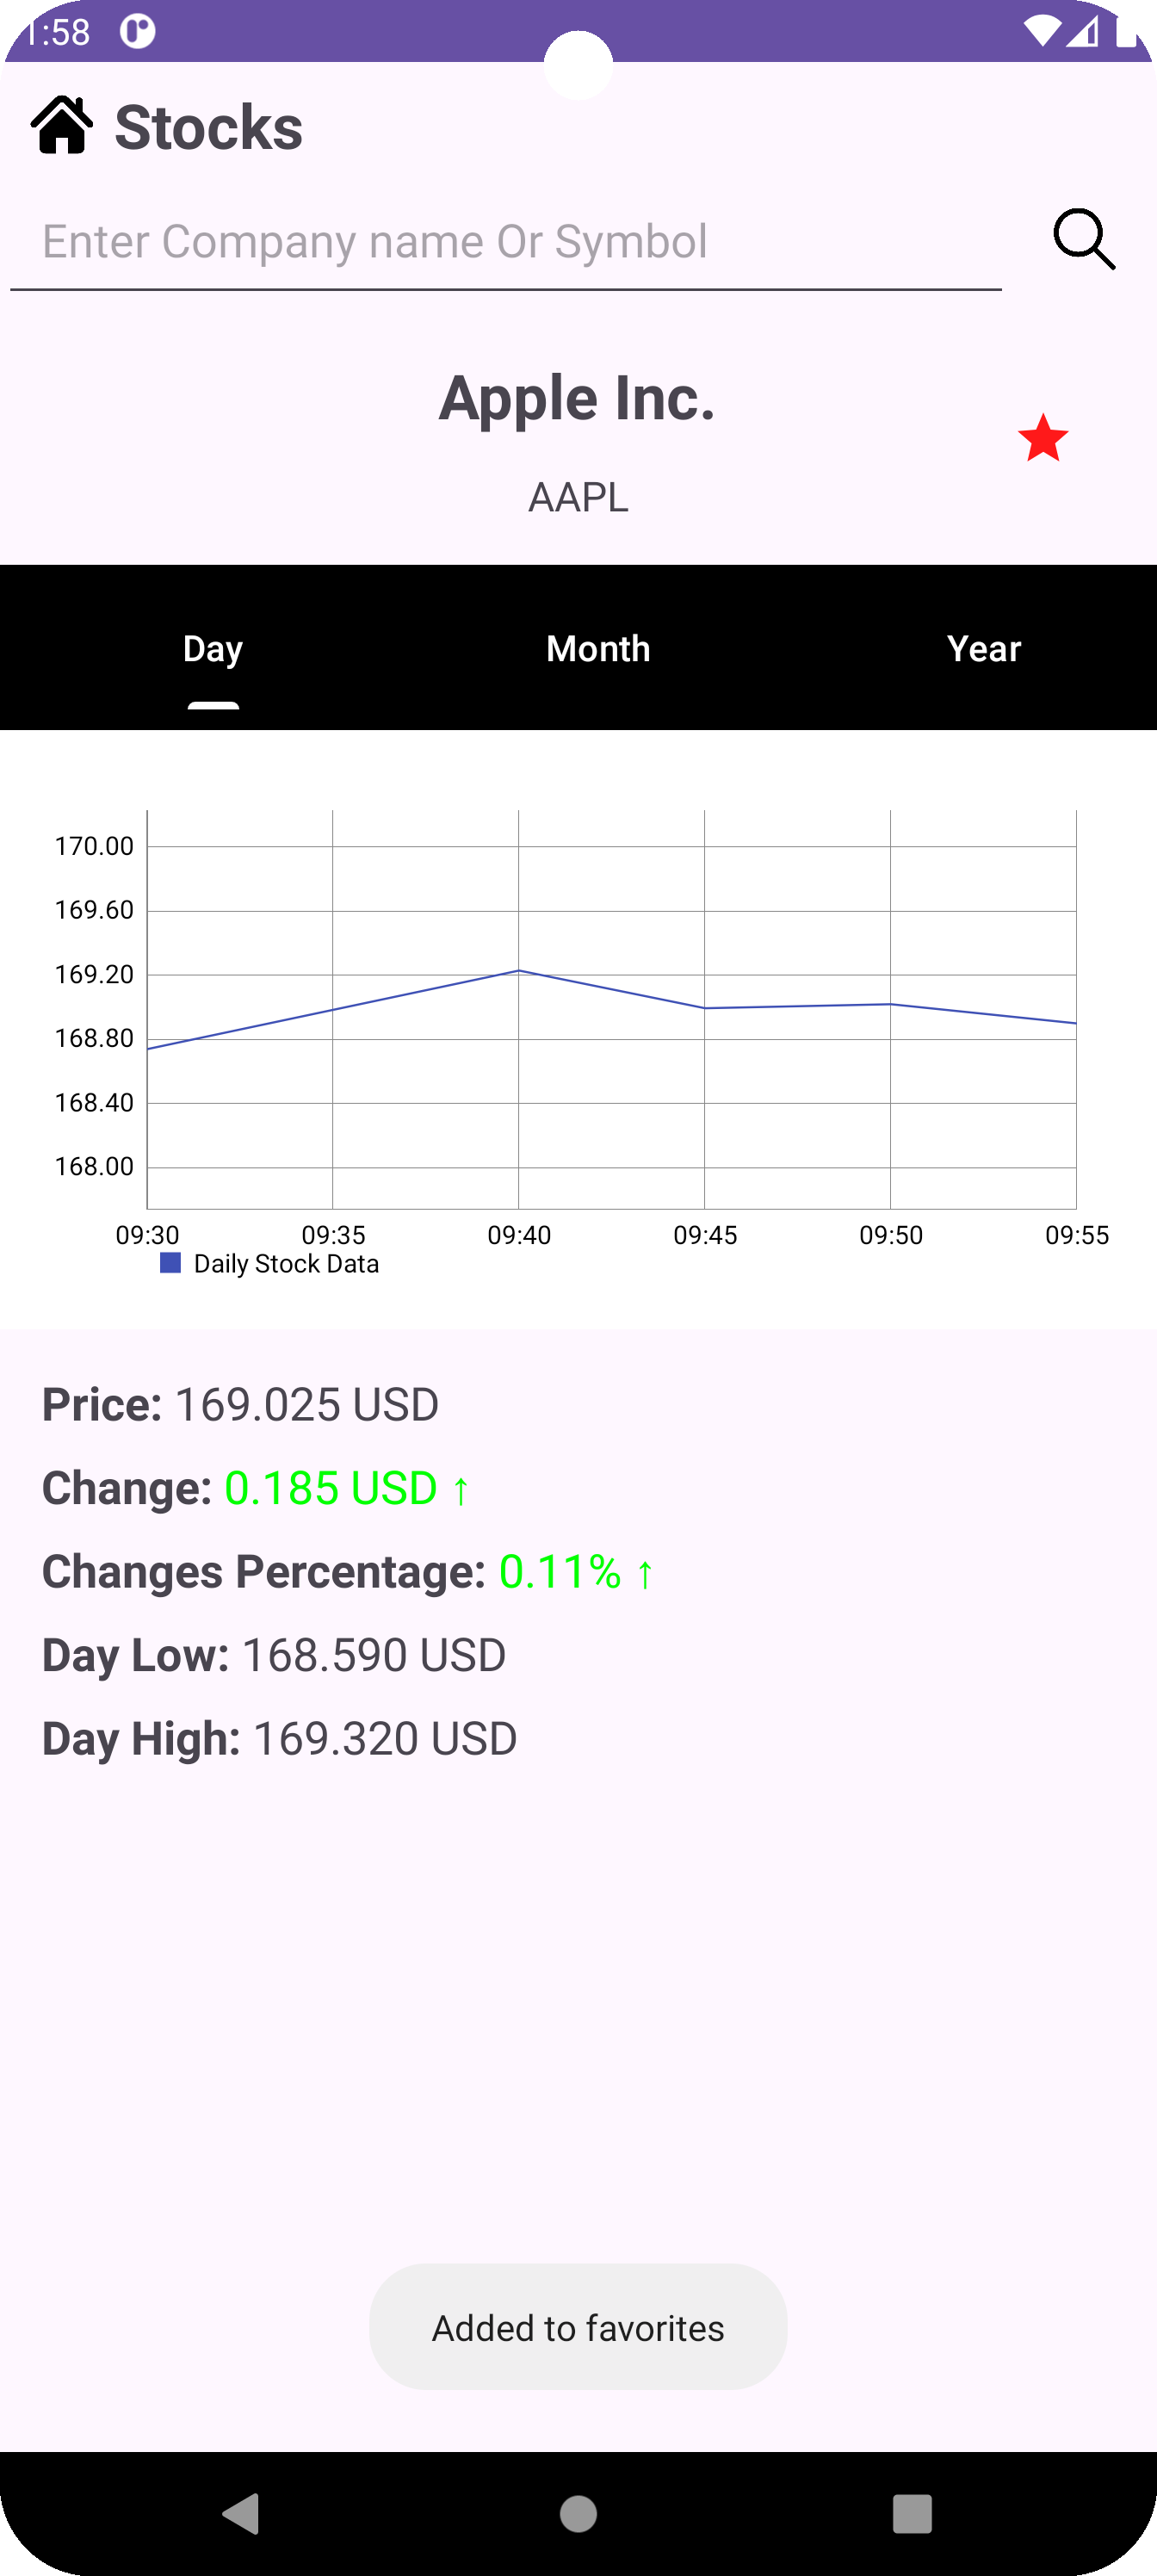 1:58
Stocks
Enter Company name Or Symbol
Apple Inc.
AAPL
Day Month Year
170.00
169.60
169.20
168.80
168.40
168.00
09:30 09:35 09:40 09:45 09:50 09:55
Daily Stock Data
Price: 169.025 USD
Change: 0.185 USD ↑
Changes Percentage: 0.11% ↑
Day Low: 168.590 USD
Day High: 169.320 USD
Added to favorites